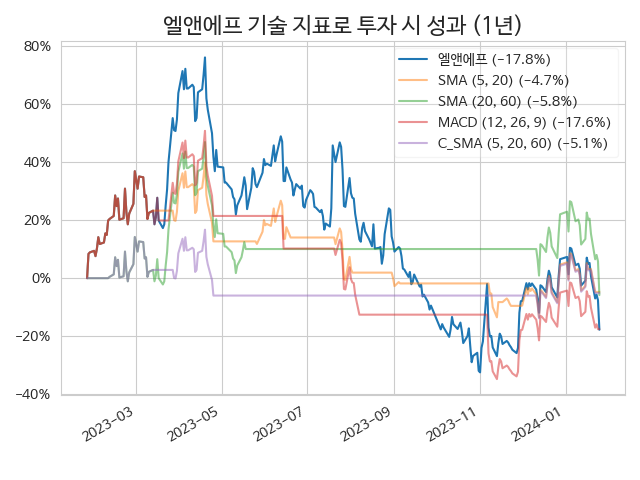 엘앤에프 기술 지표로 투자 시 성과 (1년)
80%
60%
40%
20%
0%
−20%
−40%
엘앤에프 (−17.8%)
SMA (5, 20) (−4.7%)
SMA (20, 60) (−5.8%)
MACD (12, 26, 9) (−17.6%)
C_SMA (5, 20, 60) (−5.1%)
2023−03
2023−05
2023−07
2023−09
2023−11
2024−01